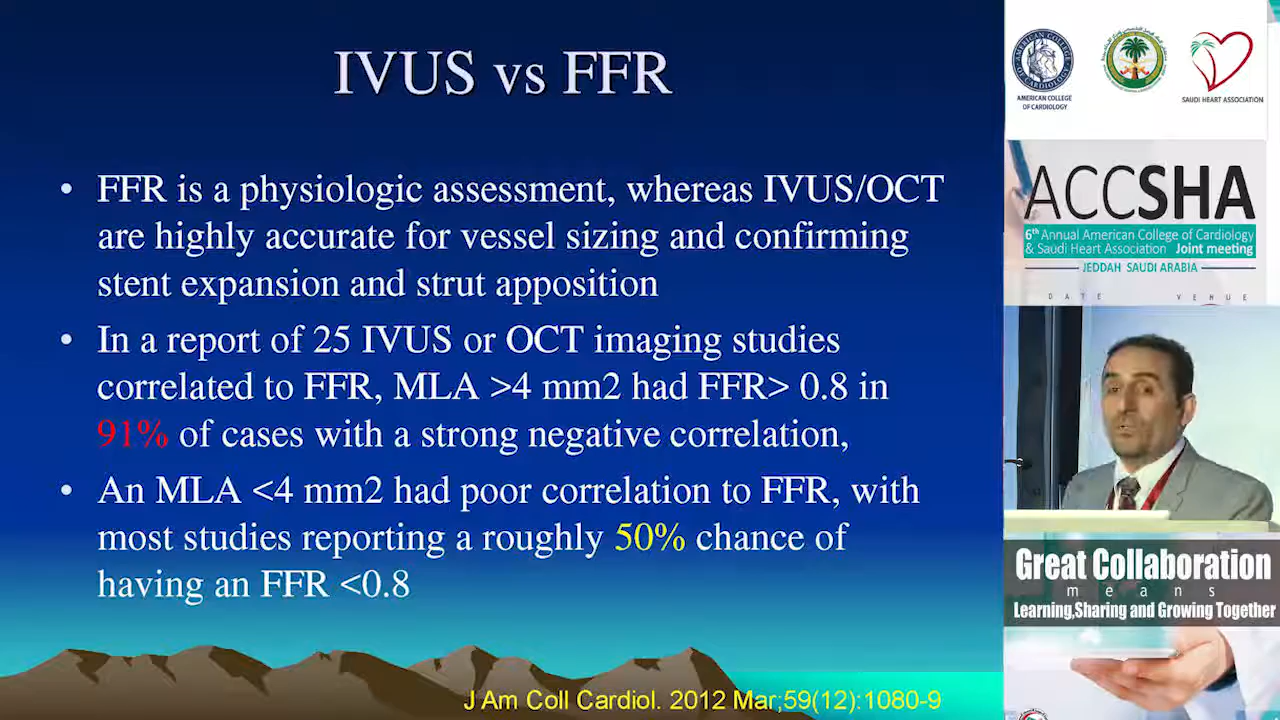 IVUS vs FFR
• FFR is a physiologic assessment, whereas IVUS/OCT
are highly accurate for vessel sizing and confirming
stent expansion and strut apposition
• In a report of 25 IVUS or OCT imaging studies
correlated to FFR, MLA >4 mm2 had FFR> 0.8 in
91% of cases with a strong negative correlation,
• An MLA <4 mm2 had poor correlation to FFR, with
most studies reporting a roughly 50% chance of
having an FFR <0.8
J Am Coll Cardiol. 2012 Mar;59(12):1080-9
AMERICAN COLLEGE
OF CARDIOLOGY
SAUDI HEART ASSOCIATION
ACCSHA
6th Annual American College of Cardiology
& Saudi Heart Association Joint meeting
JEDDAH SAUDI ARABIA
DATE VENUE
Great Collaboration
means
Learning,Sharing and Growing Together